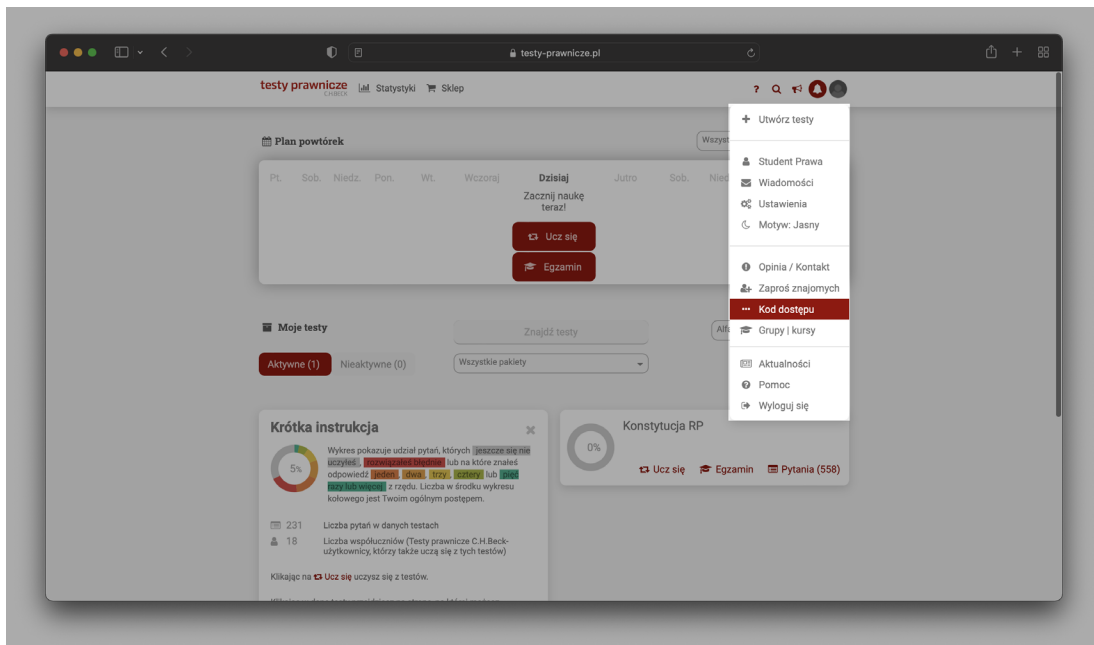 testy-prawnicze.pl
testy prawnicze
C.H.BECK
Statystyki
Sklep
?
Utwórz testy
Plan powtórek
Wszyst
Student Prawa
Wiadomości
Ustawienia
Motyw: Jasny
Pt. Sob. Niedz. Pon. Wt. Wczoraj Dzisiaj Jutro Sob. Nied
Zacznij naukę
teraz!
Ucz się
Egzamin
Opinia / Kontakt
Zaproś znajomych
Kod dostępu
Grupy | kursy
Aktualności
Pomoc
Wyloguj się
Moje testy
Znajdź testy
Alfa
Aktywne (1)
Nieaktywne (0)
Wszystkie pakiety
Krótka instrukcja
5%
Wykres pokazuje udział pytań, których jeszcze się nie
uczyłeś, rozwiązałeś błędnie lub na które znałeś
odpowiedź jeden, dwa, trzy, cztery lub pięć
razy lub więcej z rzędu. Liczba w środku wykresu
kołowego jest Twoim ogólnym postępem.
231 Liczba pytań w danych testach
18 Liczba współuczniów (Testy prawnicze C.H.Beck-
użytkownicy, którzy także uczą się z tych testów)
Klikając na Ucz się uczysz się z testów.
Konstytucja RP
0%
Ucz się
Egzamin
Pytania (558)